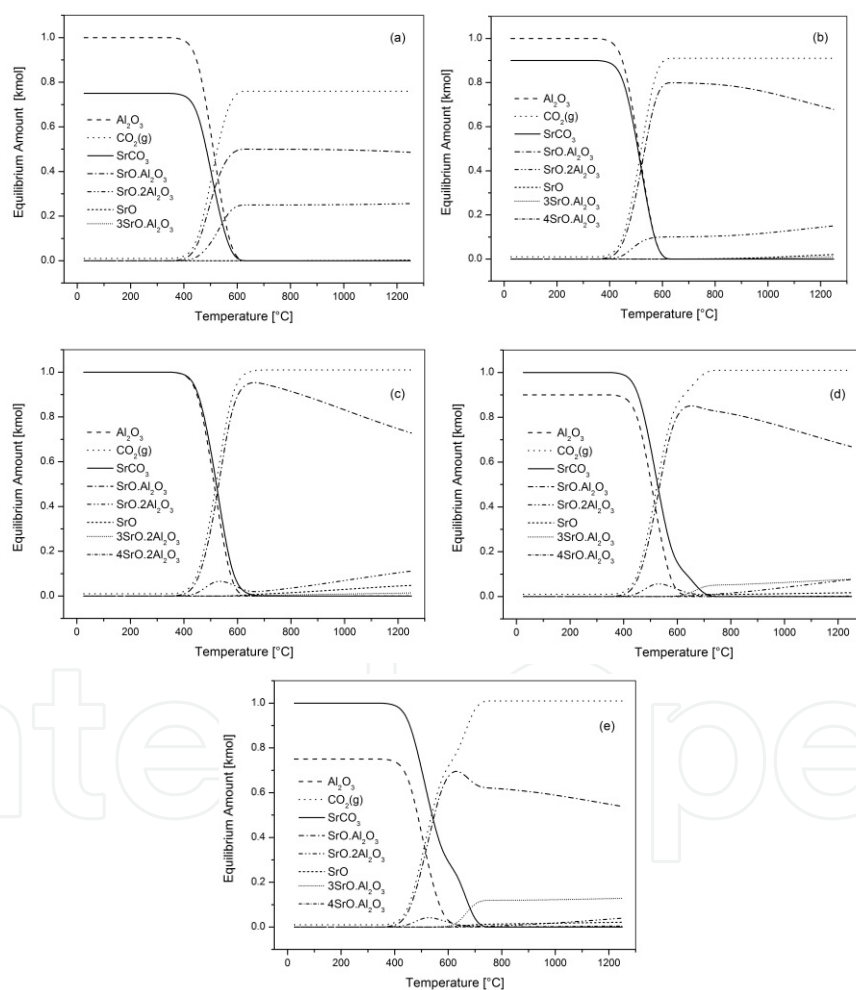 (a)
1.0
0.8
0.6
0.4
0.2
0.0
Equilibrium Amount [kmol]
Al₂O₃
CO₂(g)
SrCO₃
SrO.Al₂O₃
SrO.2Al₂O₃
SrO
3SrO.Al₂O₃
0 200 400 600 800 1000 1200
Temperature [°C]
(b)
1.0
0.8
0.6
0.4
0.2
0.0
Equilibrium Amount [kmol]
Al₂O₃
CO₂(g)
SrCO₃
SrO.Al₂O₃
SrO.2Al₂O₃
SrO
3SrO.Al₂O₃
4SrO.Al₂O₃
0 200 400 600 800 1000 1200
Temperature [°C]
(c)
1.0
0.8
0.6
0.4
0.2
0.0
Equilibrium Amount [kmol]
Al₂O₃
CO₂(g)
SrCO₃
SrO.Al₂O₃
SrO.2Al₂O₃
SrO
3SrO.2Al₂O₃
4SrO.2Al₂O₃
0 200 400 600 800 1000 1200
Temperature [°C]
(d)
1.0
0.8
0.6
0.4
0.2
0.0
Equilibrium Amount [kmol]
Al₂O₃
CO₂(g)
SrCO₃
SrO.Al₂O₃
SrO.2Al₂O₃
SrO
3SrO.Al₂O₃
4SrO.Al₂O₃
0 200 400 600 800 1000 1200
Temperature [°C]
(e)
1.0
0.8
0.6
0.4
0.2
0.0
Equilibrium Amount [kmol]
Al₂O₃
CO₂(g)
SrCO₃
SrO.Al₂O₃
SrO.2Al₂O₃
SrO
3SrO.Al₂O₃
4SrO.Al₂O₃
0 200 400 600 800 1000 1200
Temperature [°C]